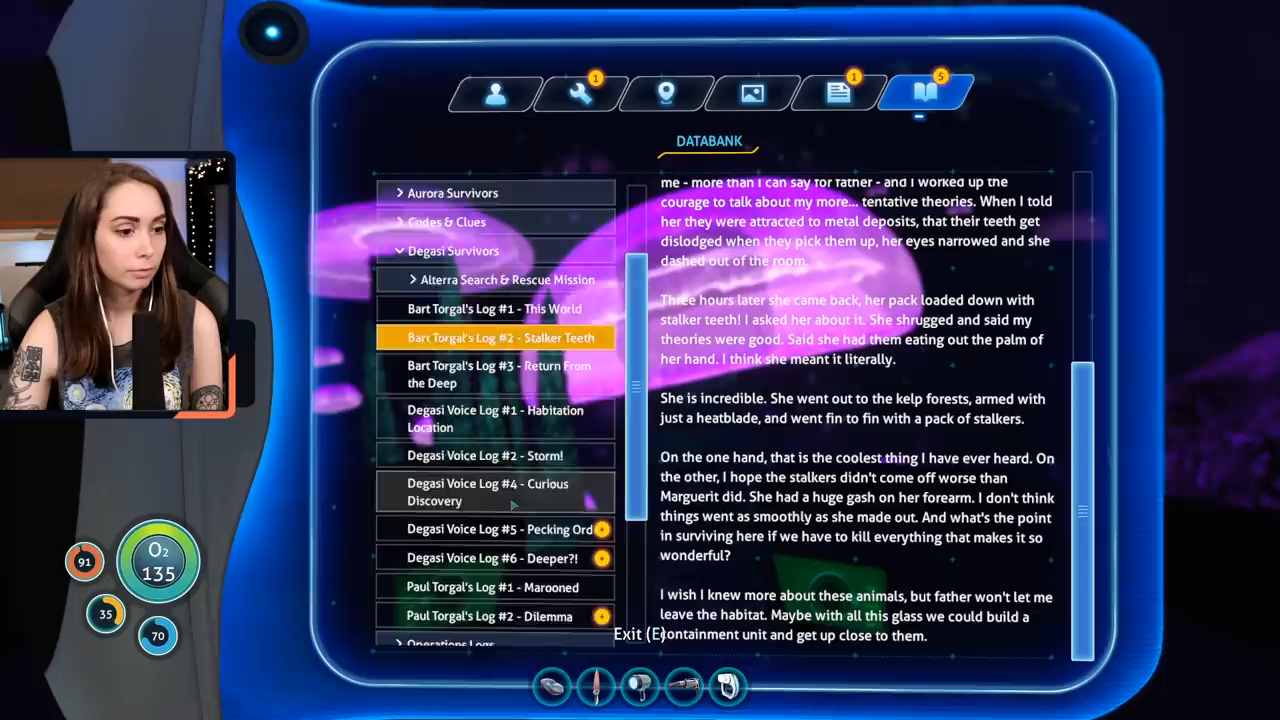 1
1
5
DATABANK
Aurora Survivors
Codes & Clues
Degasi Survivors
Alterra Search & Rescue Mission
Bart Torgal's Log #1 - This World
Bart Torgal's Log #2 - Stalker Teeth
Bart Torgal's Log #3 - Return From
the Deep
Degasi Voice Log #1 - Habitation
Location
Degasi Voice Log #2 - Storm!
Degasi Voice Log #4 - Curious
Discovery
Degasi Voice Log #5 - Pecking Ord
Degasi Voice Log #6 - Deeper?!
Paul Torgal's Log #1 - Marooned
Paul Torgal's Log #2 - Dilemma
Operations Logs
me - more than I can say for father - and I worked up the
courage to talk about my more... tentative theories. When I told
her they were attracted to metal deposits, that their teeth get
dislodged when they pick them up, her eyes narrowed and she
dashed out of the room.
Three hours later she came back, her pack loaded down with
stalker teeth! I asked her about it. She shrugged and said my
theories were good. Said she had them eating out the palm of
her hand. I think she meant it literally.
She is incredible. She went out to the kelp forests, armed with
just a heatblade, and went fin to fin with a pack of stalkers.
On the one hand, that is the coolest thing I have ever heard. On
the other, I hope the stalkers didn't come off worse than
Marguerit did. She had a huge gash on her forearm. I don't think
things went as smoothly as she made out. And what's the point
in surviving here if we have to kill everything that makes it so
wonderful?
I wish I knew more about these animals, but father won't let me
leave the habitat. Maybe with all this glass we could build a
containment unit and get up close to them.
Exit (E)
O2
135
91
35
70